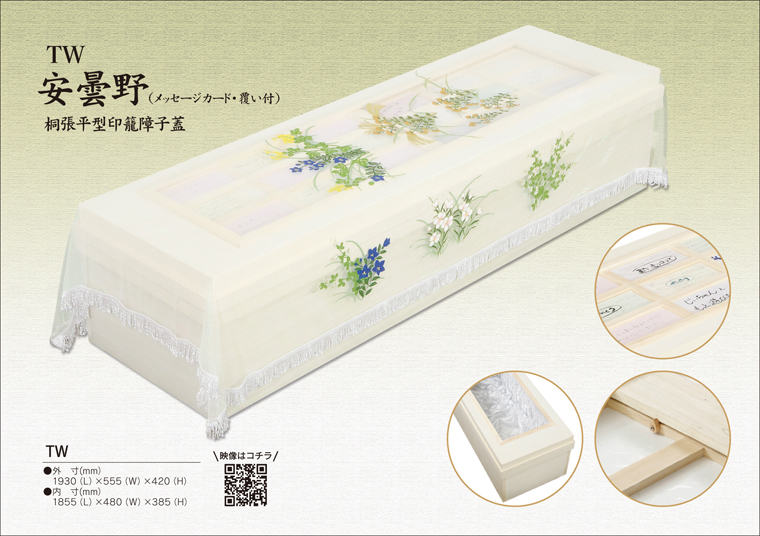 TW
安曇野(メッセージカード・覆い付)
桐張平型印籠障子蓋
TW
●外 寸(mm)
1930 (L) ×555 (W) ×420 (H)
●内 寸(mm)
1855 (L) ×480 (W) ×385 (H)
\映像はコチラ/